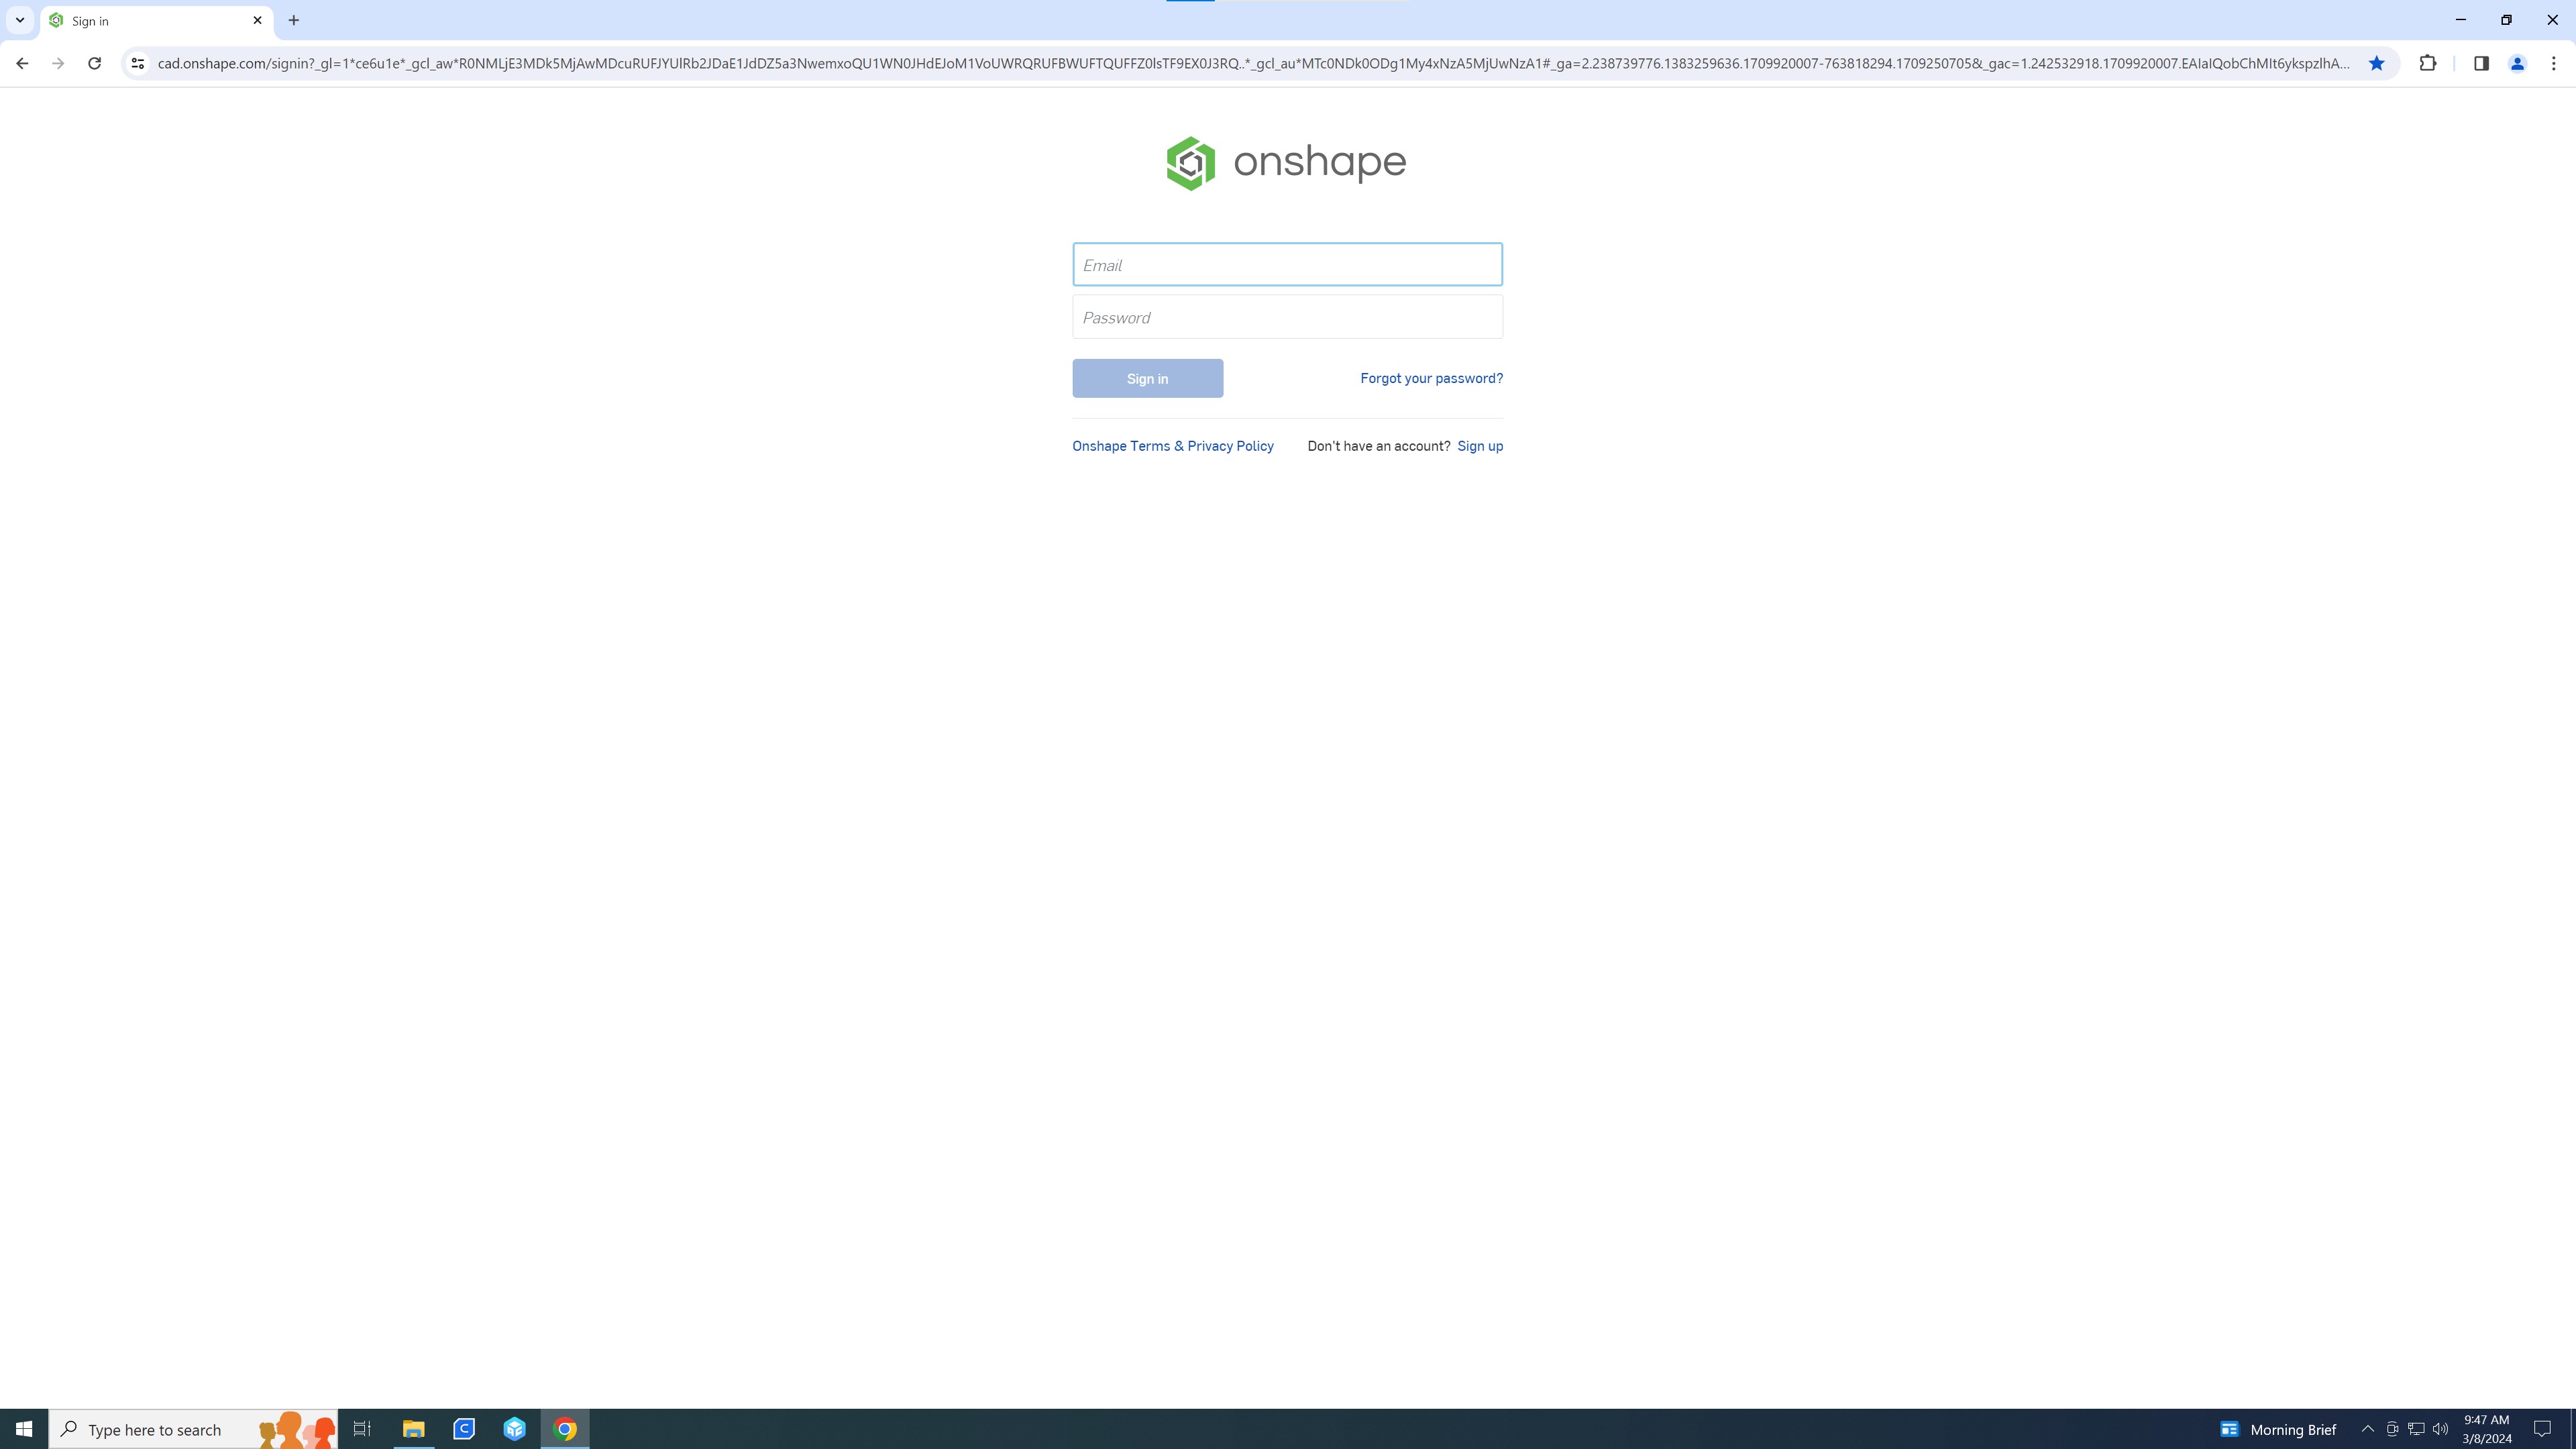 Sign in
cad.onshape.com/signin?_gl=1*ce6u1e*_gcl_aw*R0NMLjE3MDk5MjAwMDcuRUFJYUlRb2JDaE1JdDZ5a3NwemxoQU1WN0JHdEJoM1VoUWRQRUFBWUFTQUFFZ0lsTF9EX0J3RQ..*_gcl_au*MTc0NDk0ODg1My4xNzA5MjUwNzA1#_ga=2.238739776.1383259636.1709920007-763818294.1709250705&_gac=1.242532918.1709920007.EAIaIQobChMIt6ykspzlhA...
onshape
Email
Password
Sign in
Forgot your password?
Onshape Terms & Privacy Policy
Don't have an account? Sign up
Type here to search
Morning Brief
9:47 AM
3/8/2024